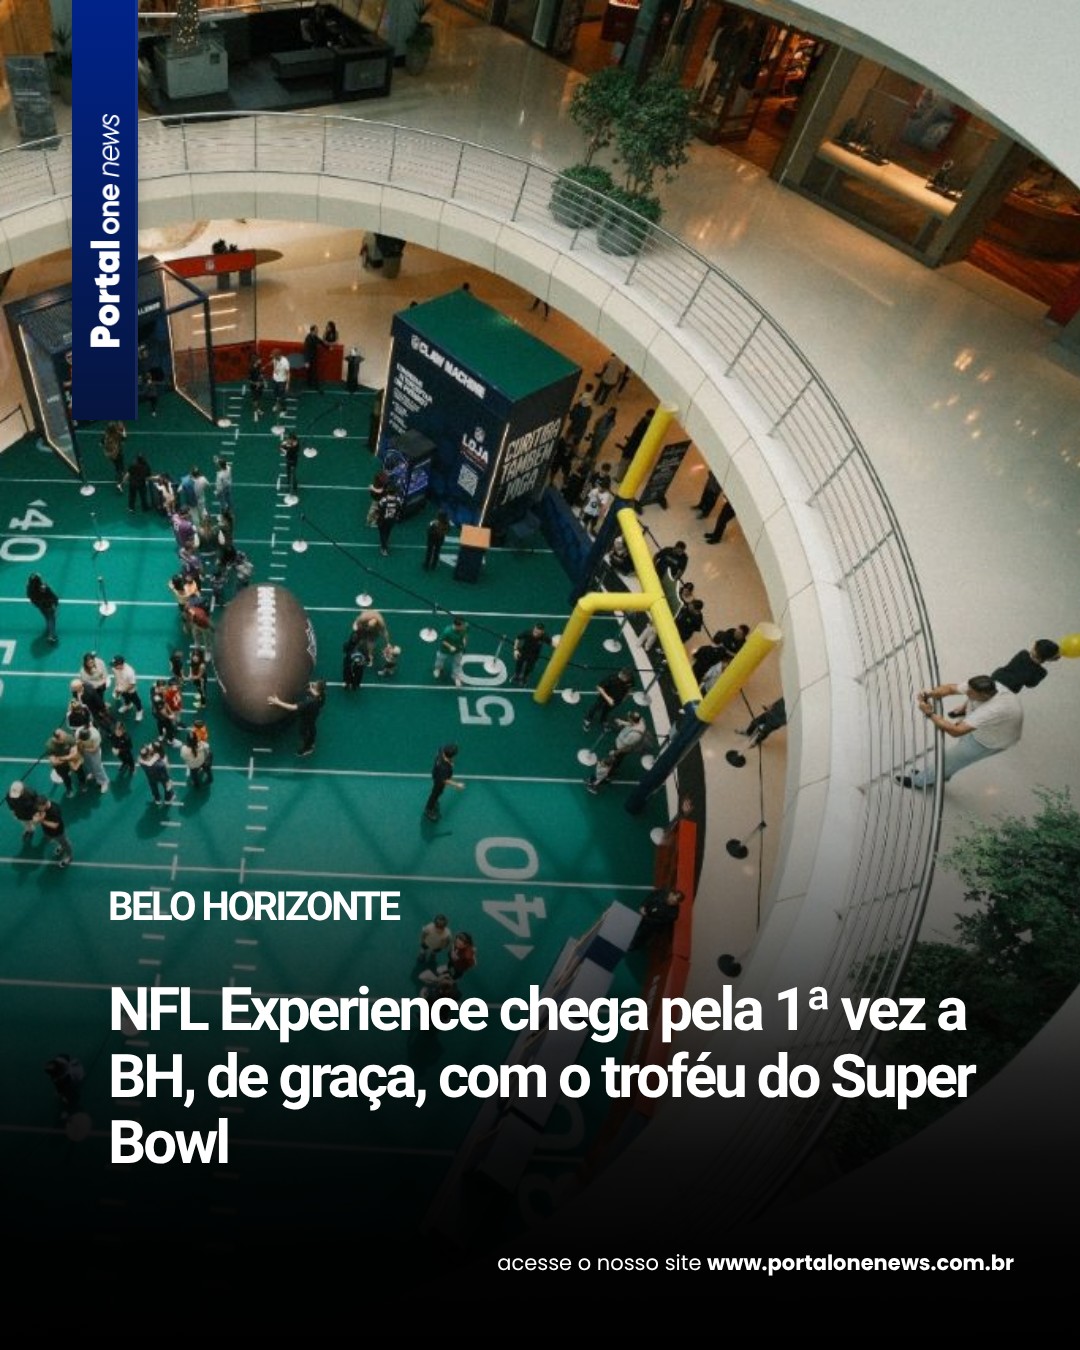 Portal one news
CLAW MACHINE
LOJA
CURITIBA
TAMBÉM
JOGA
40
50
40
BELO HORIZONTE
NFL Experience chega pela 1ª vez a
BH, de graça, com o troféu do Super
Bowl
acesse o nosso site www.portalonenews.com.br